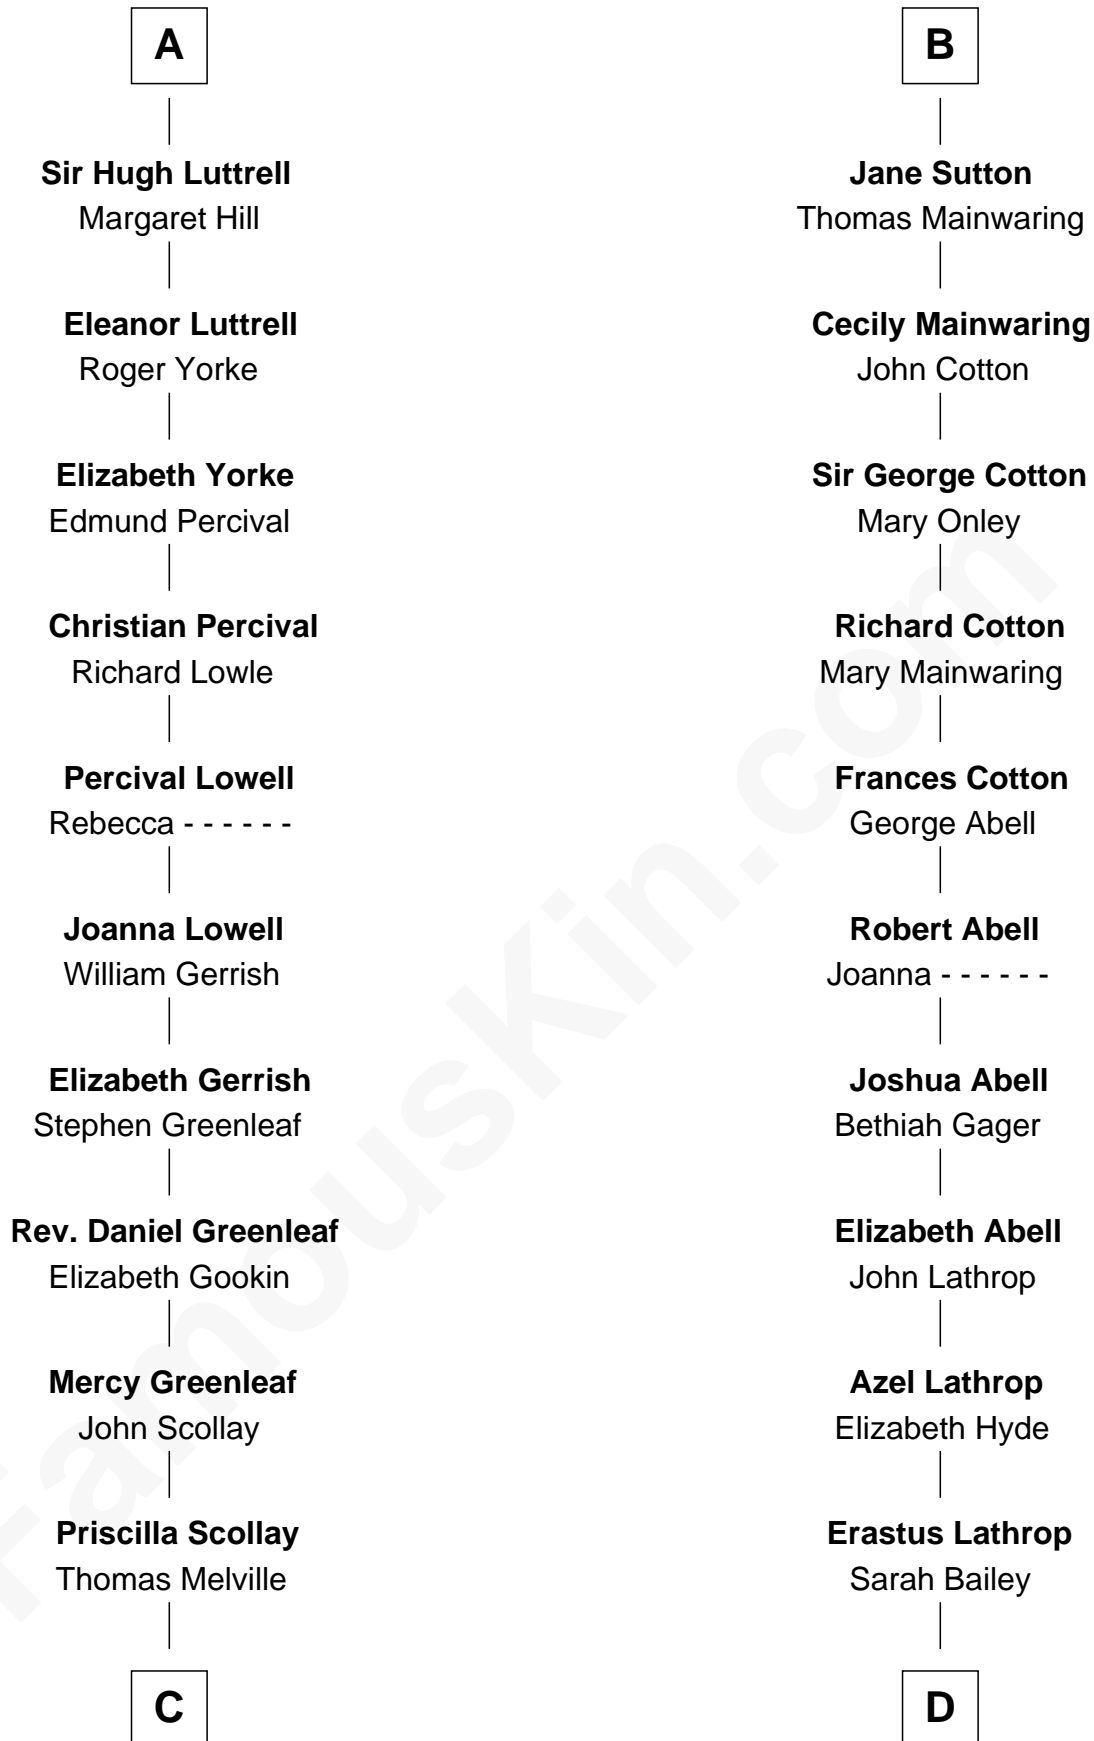 A
Sir Hugh Luttrell
Margaret Hill
Eleanor Luttrell
Roger Yorke
Elizabeth Yorke
Edmund Percival
Christian Percival
Richard Lowle
Percival Lowell
Rebecca - - - - - -
Joanna Lowell
William Gerrish
Elizabeth Gerrish
Stephen Greenleaf
Rev. Daniel Greenleaf
Elizabeth Gookin
Mercy Greenleaf
John Scollay
Priscilla Scollay
Thomas Melville
C
B
Jane Sutton
Thomas Mainwaring
Cecily Mainwaring
John Cotton
Sir George Cotton
Mary Onley
Richard Cotton
Mary Mainwaring
Frances Cotton
George Abell
Robert Abell
Joanna - - - - - -
Joshua Abell
Bethiah Gager
Elizabeth Abell
John Lathrop
Azel Lathrop
Elizabeth Hyde
Erastus Lathrop
Sarah Bailey
D
FamousKin.com